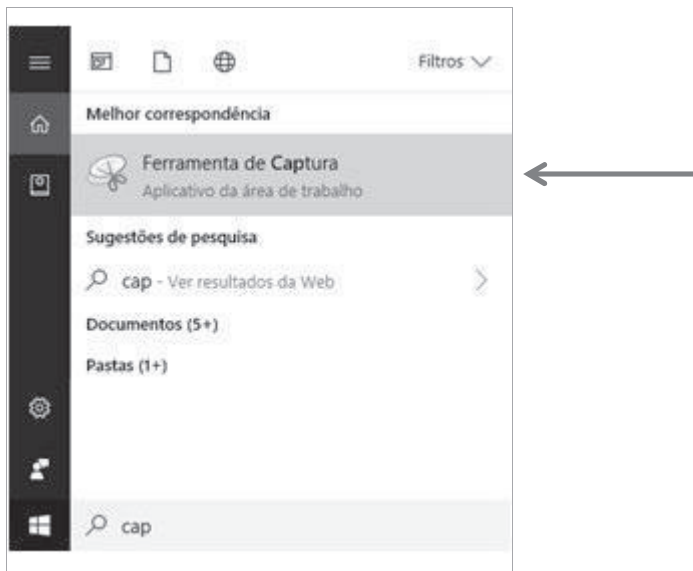 Filtros
Melhor correspondência
Ferramenta de Captura
Aplicativo da área de trabalho
Sugestões de pesquisa
cap - Ver resultados da Web
Documentos (5+)
Pastas (1+)
cap